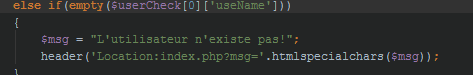 else if(empty($userCheck[0]['useName']))
{
$msg = "L'utilisateur n'existe pas!";
header('Location:index.php?msg='.htmlspecialchars($msg));
}